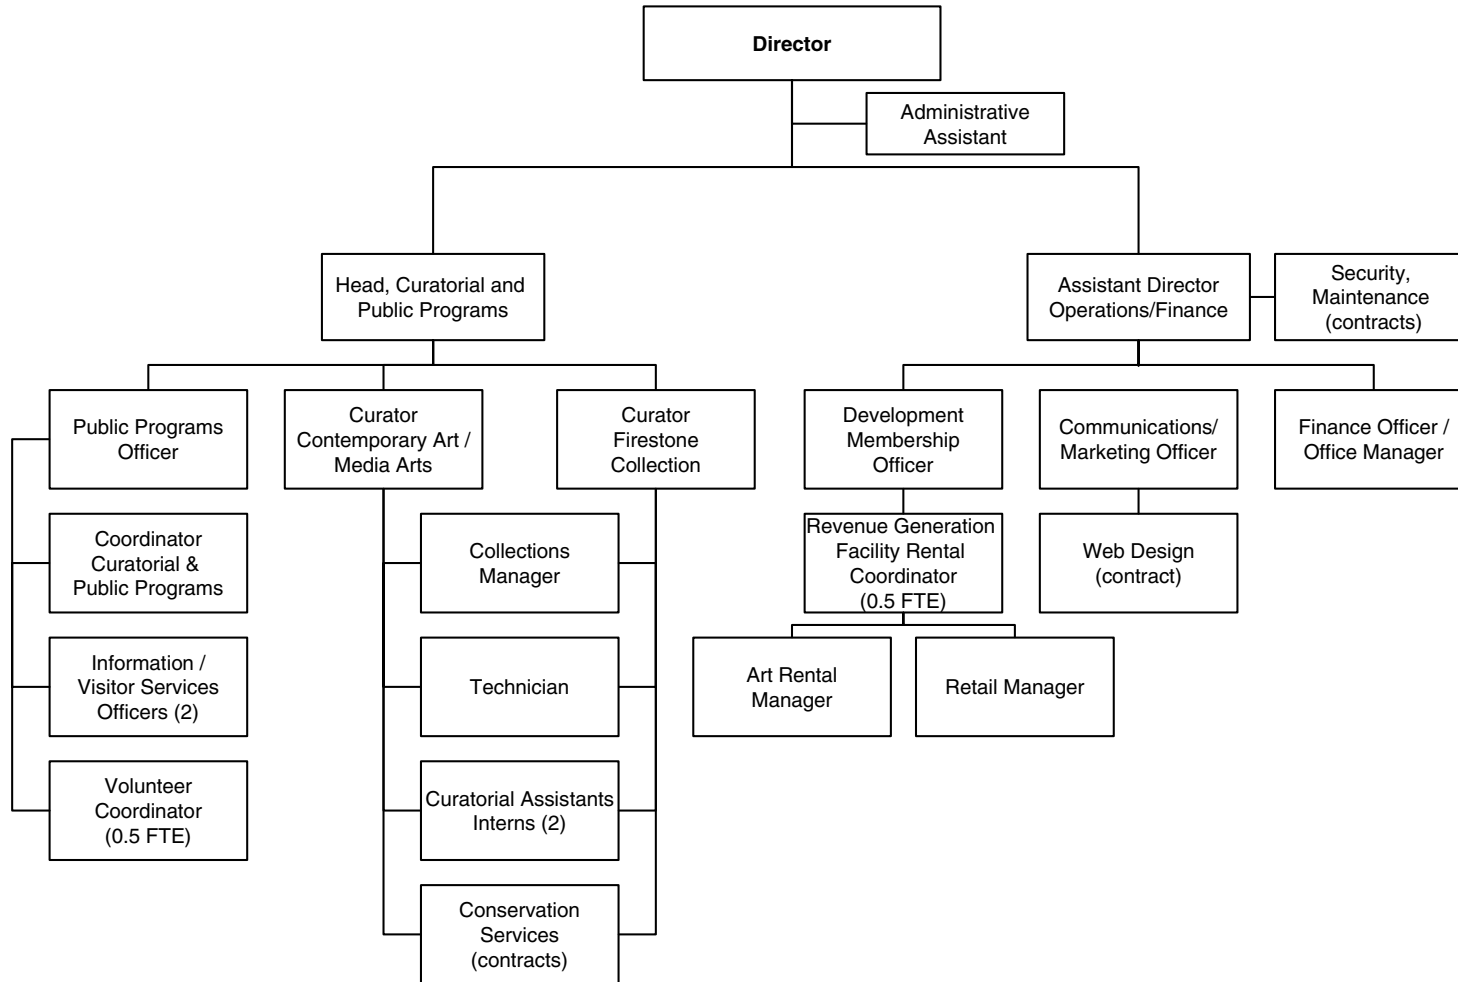 Director
Administrative
Assistant
Head, Curatorial and
Public Programs
Assistant Director
Operations/Finance
Security,
Maintenance
(contracts)
Public Programs
Officer
Curator
Contemporary Art /
Media Arts
Curator
Firestone
Collection
Development
Membership
Officer
Communications/
Marketing Officer
Finance Officer /
Office Manager
Coordinator
Curatorial &
Public Programs
Collections
Manager
Revenue Generation
Facility Rental
Coordinator
(0.5 FTE)
Web Design
(contract)
Information /
Visitor Services
Officers (2)
Technician
Art Rental
Manager
Retail Manager
Volunteer
Coordinator
(0.5 FTE)
Curatorial Assistants
Interns (2)
Conservation
Services
(contracts)